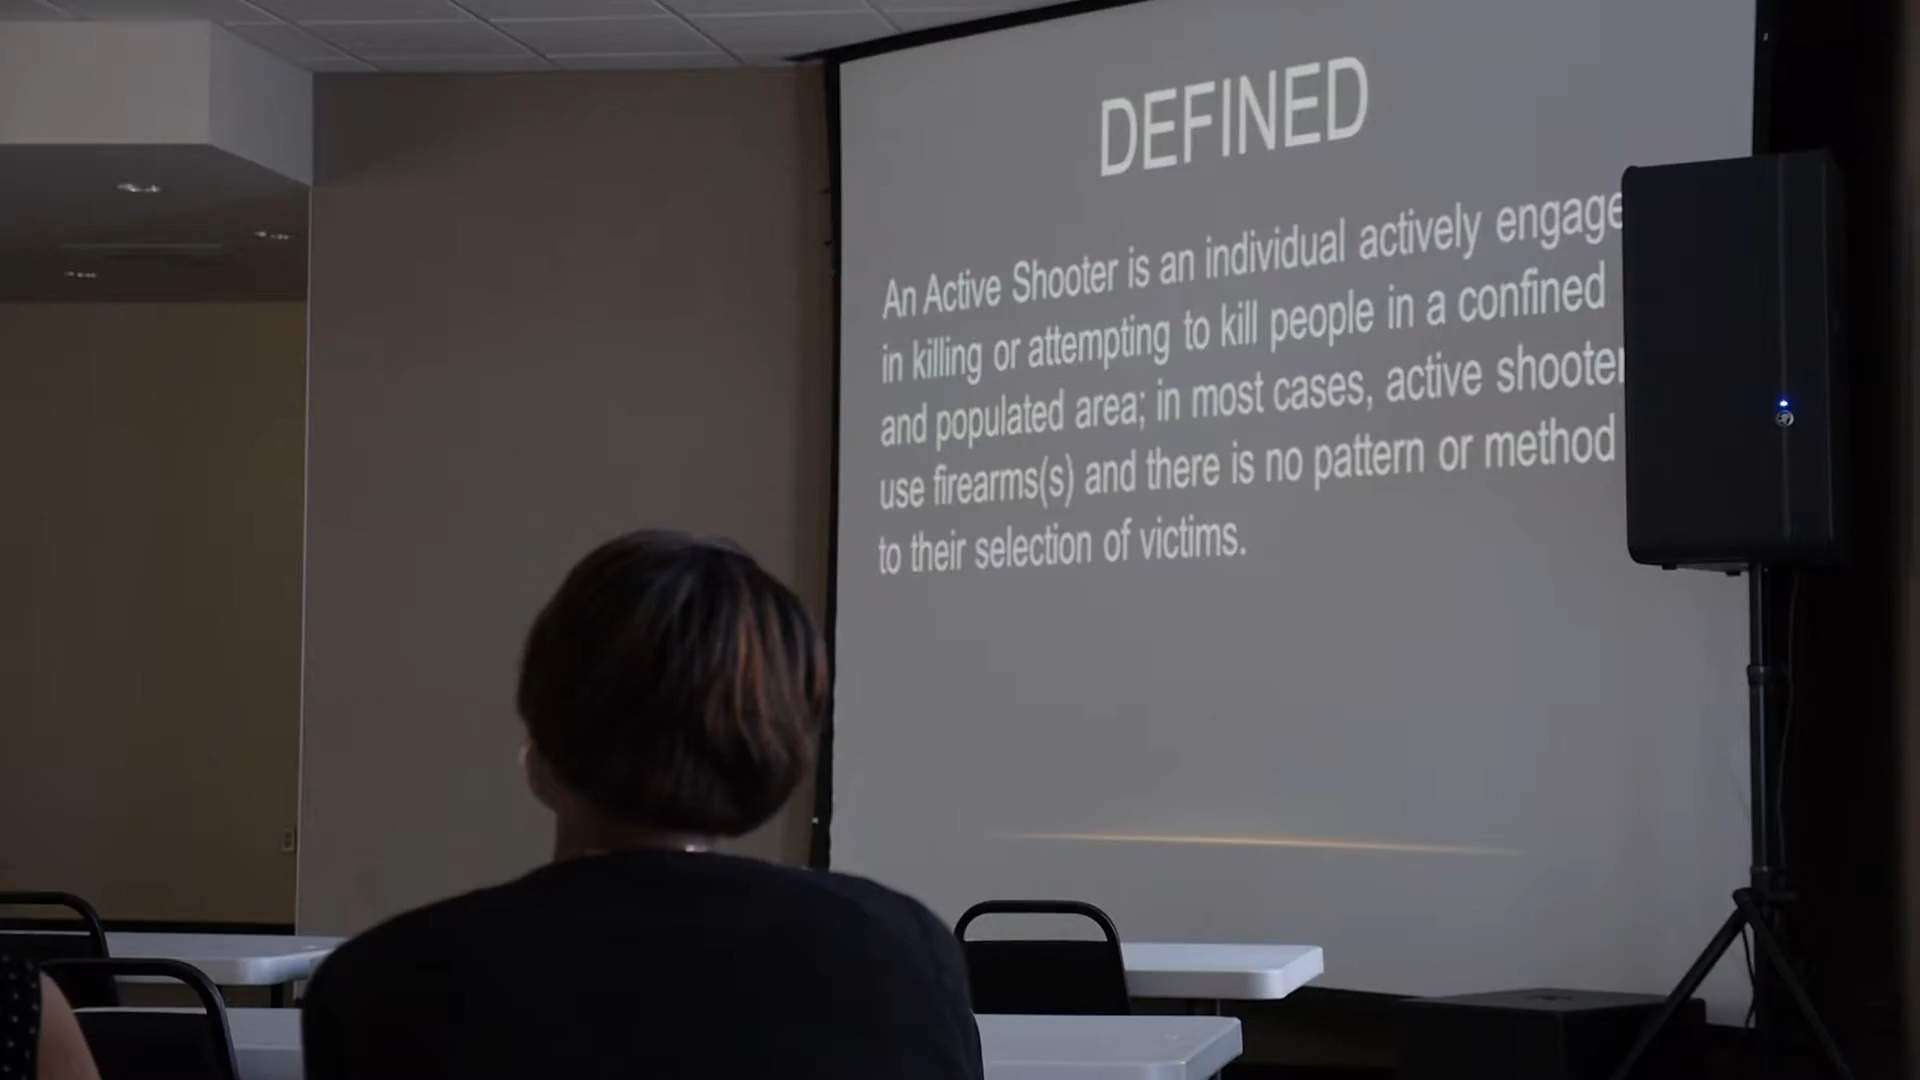 DEFINED
An Active Shooter is an individual actively engage
in killing or attempting to kill people in a confined
and populated area; in most cases, active shooter
use firearms(s) and there is no pattern or method
to their selection of victims.